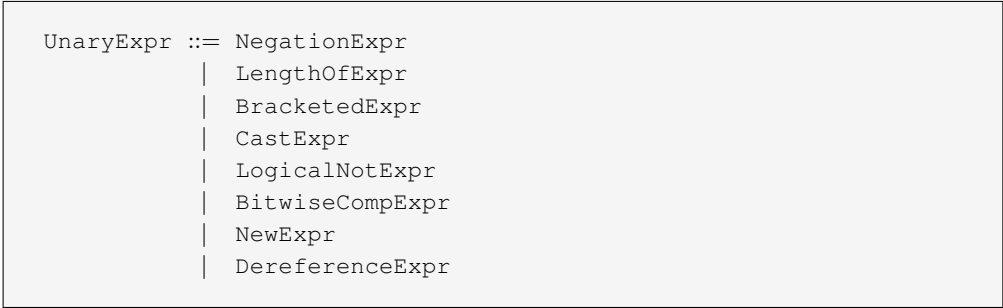 UnaryExpr ::= NegationExpr
| LengthOfExpr
| BracketedExpr
| CastExpr
| LogicalNotExpr
| BitwiseCompExpr
| NewExpr
| DereferenceExpr